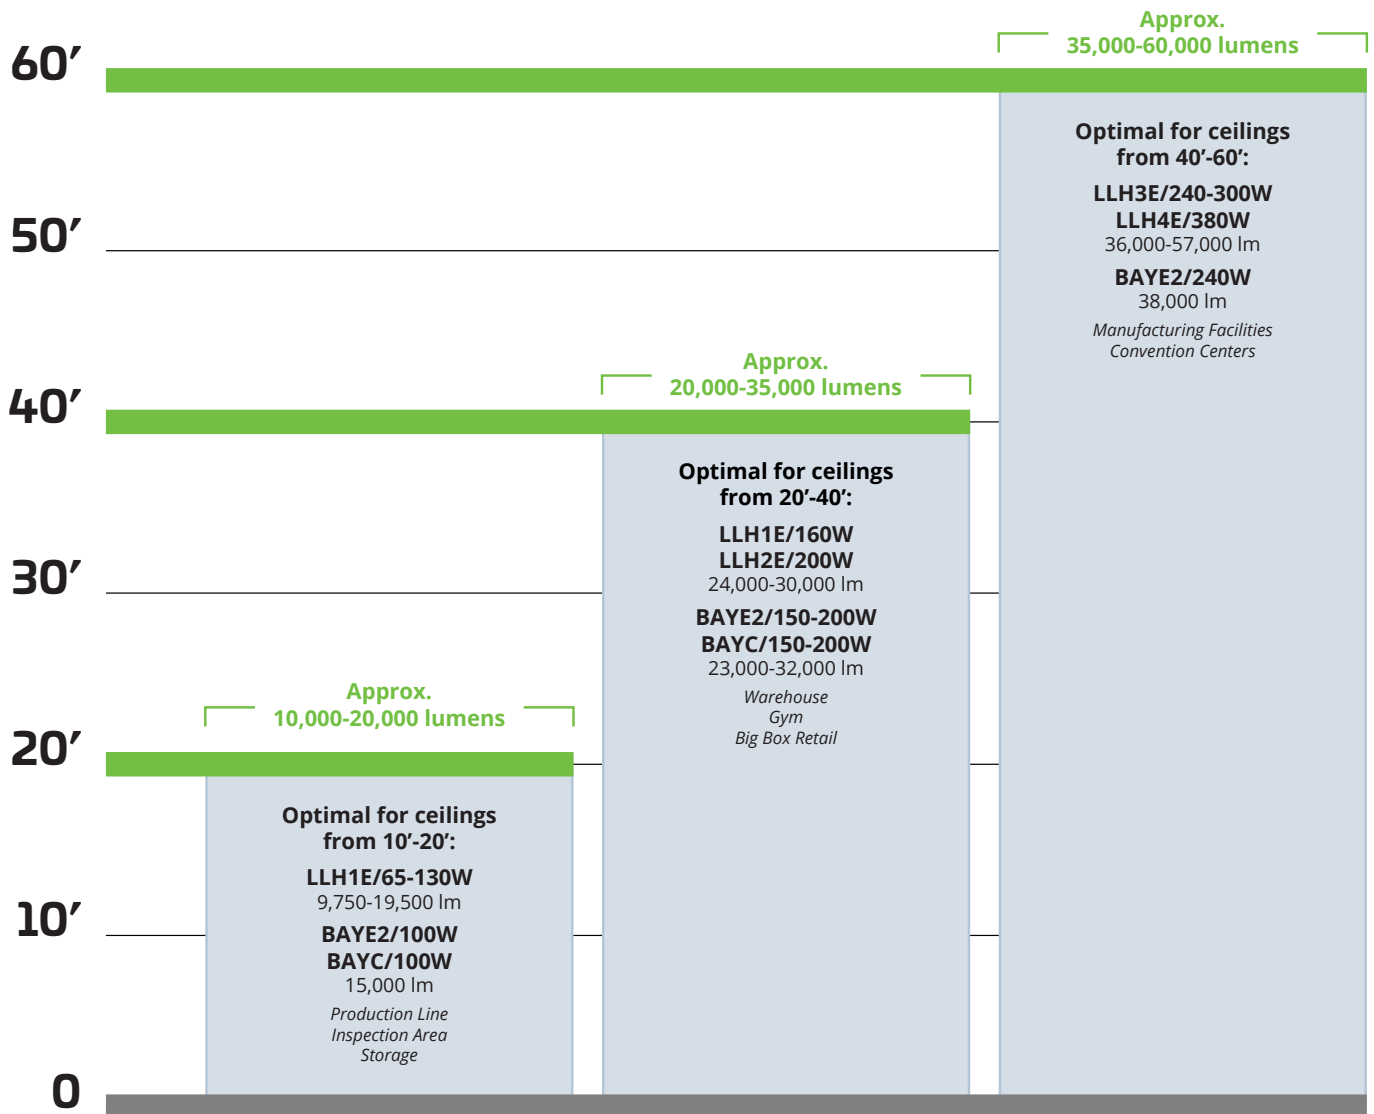 Approx.
35,000-60,000 lumens
60′
Optimal for ceilings
from 40’-60’:
LLH3E/240-300W
LLH4E/380W
36,000-57,000 lm
BAYE2/240W
38,000 lm
Manufacturing Facilities
Convention Centers
50′
Approx.
20,000-35,000 lumens
40′
Optimal for ceilings
from 20’-40’:
LLH1E/160W
LLH2E/200W
24,000-30,000 lm
BAYE2/150-200W
BAYC/150-200W
23,000-32,000 lm
Warehouse
Gym
Big Box Retail
30′
Approx.
10,000-20,000 lumens
20′
Optimal for ceilings
from 10’-20’:
LLH1E/65-130W
9,750-19,500 lm
BAYE2/100W
BAYC/100W
15,000 lm
Production Line
Inspection Area
Storage
10′
0